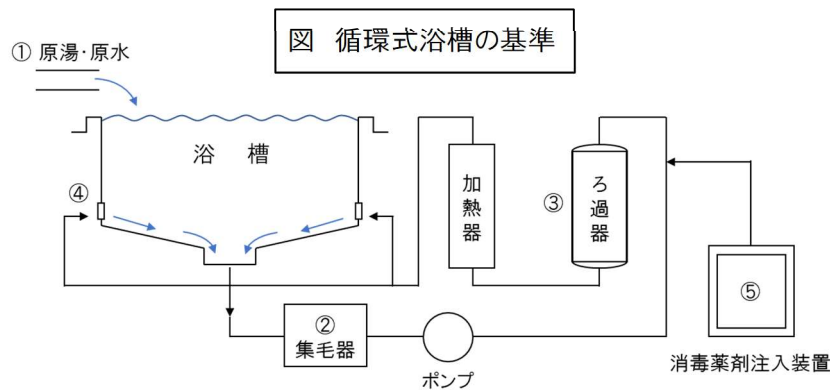 図 循環式浴槽の基準
① 原湯・原水
浴 槽
④
加熱器
③
ろ過器
②
集毛器
ポンプ
⑤
消毒薬剤注入装置